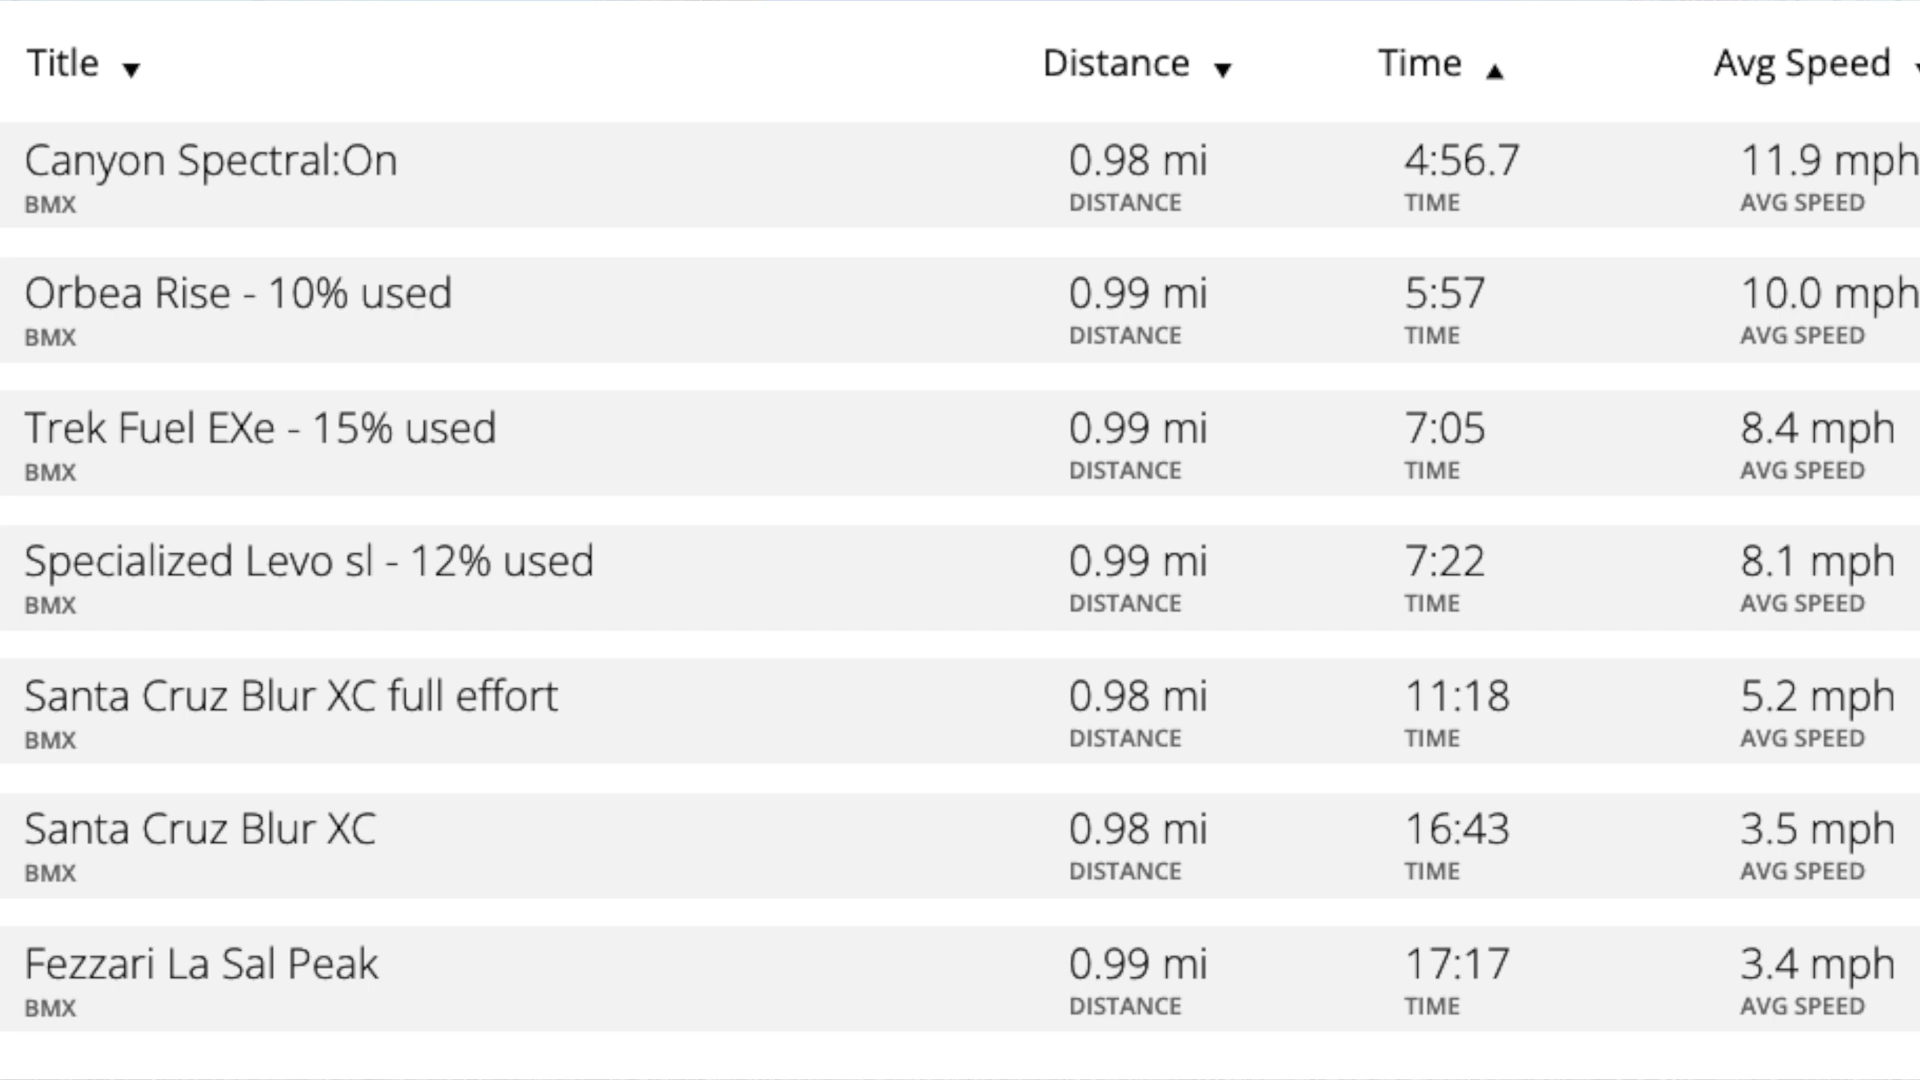 Title ▼ Distance ▼ Time ▲ Avg Speed
Canyon Spectral:On 0.98 mi 4:56.7 11.9 mph
BMX DISTANCE TIME AVG SPEED
Orbea Rise - 10% used 0.99 mi 5:57 10.0 mph
BMX DISTANCE TIME AVG SPEED
Trek Fuel EXe - 15% used 0.99 mi 7:05 8.4 mph
BMX DISTANCE TIME AVG SPEED
Specialized Levo sl - 12% used 0.99 mi 7:22 8.1 mph
BMX DISTANCE TIME AVG SPEED
Santa Cruz Blur XC full effort 0.98 mi 11:18 5.2 mph
BMX DISTANCE TIME AVG SPEED
Santa Cruz Blur XC 0.98 mi 16:43 3.5 mph
BMX DISTANCE TIME AVG SPEED
Fezzari La Sal Peak 0.99 mi 17:17 3.4 mph
BMX DISTANCE TIME AVG SPEED